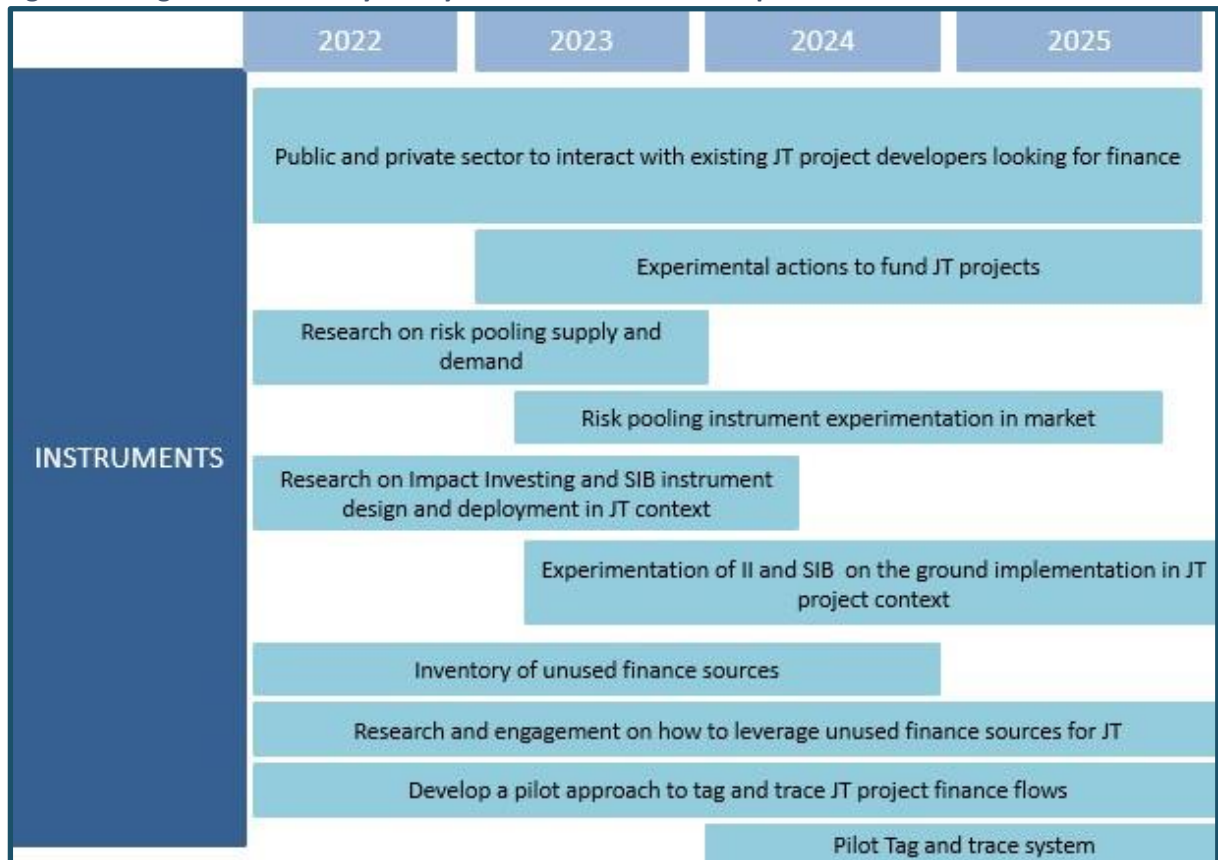 2022 2023 2024 2025
Public and private sector to interact with existing JT project developers looking for finance
Experimental actions to fund JT projects
Research on risk pooling supply and
demand
Risk pooling instrument experimentation in market
INSTRUMENTS
Research on Impact Investing and SIB instrument
design and deployment in JT context
Experimentation of II and SIB on the ground implementation in JT
project context
Inventory of unused finance sources
Research and engagement on how to leverage unused finance sources for JT
Develop a pilot approach to tag and trace JT project finance flows
Pilot Tag and trace system